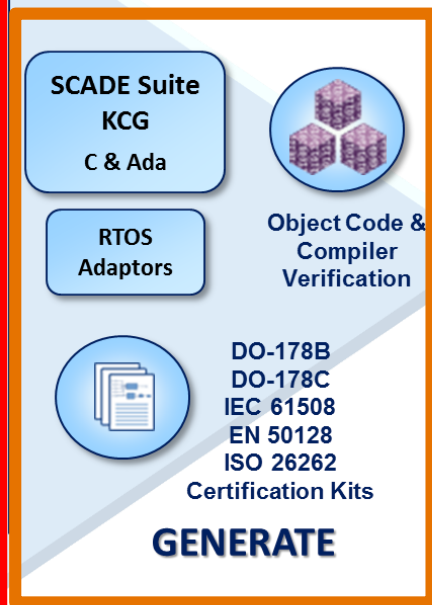 SCADE Suite
KCG
C & Ada
Object Code &
Compiler
Verification
RTOS
Adaptors
DO-178B
DO-178C
IEC 61508
EN 50128
ISO 26262
Certification Kits
GENERATE